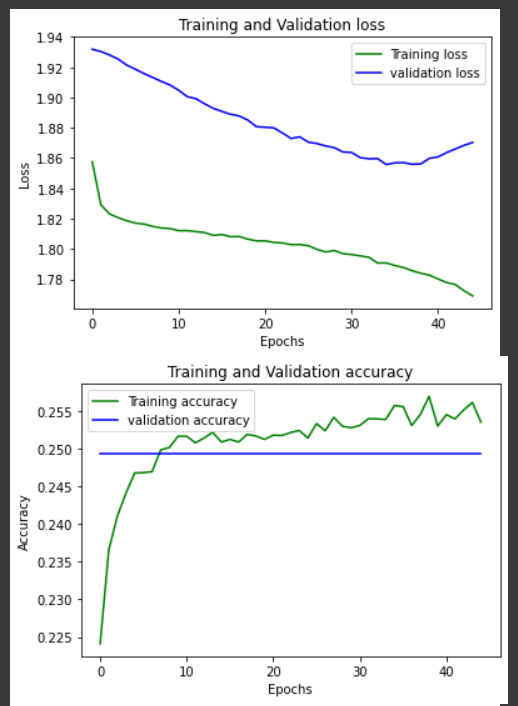 Training and Validation loss
1.94
1.92
1.90
1.88
1.86
1.84
1.82
1.80
1.78
Loss
Training loss
validation loss
0 10 20 30 40
Epochs
Training and Validation accuracy
0.255
0.250
0.245
0.240
0.235
0.230
0.225
Accuracy
Training accuracy
validation accuracy
0 10 20 30 40
Epochs